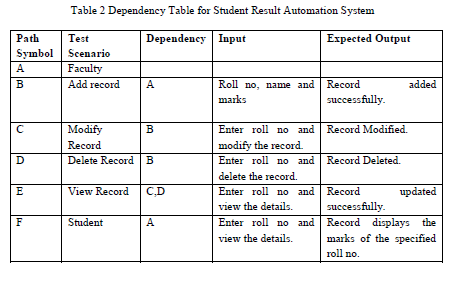 Table 2 Dependency Table for Student Result Automation System
Path Symbol Test Scenario Dependency Input Expected Output
A Faculty
B Add record A Roll no, name and marks Record added successfully.
C Modify Record B Enter roll no and modify the record. Record Modified.
D Delete Record B Enter roll no and delete the record. Record Deleted.
E View Record C,D Enter roll no and view the details. Record updated successfully.
F Student A Enter roll no and view the details. Record displays the marks of the specified roll no.